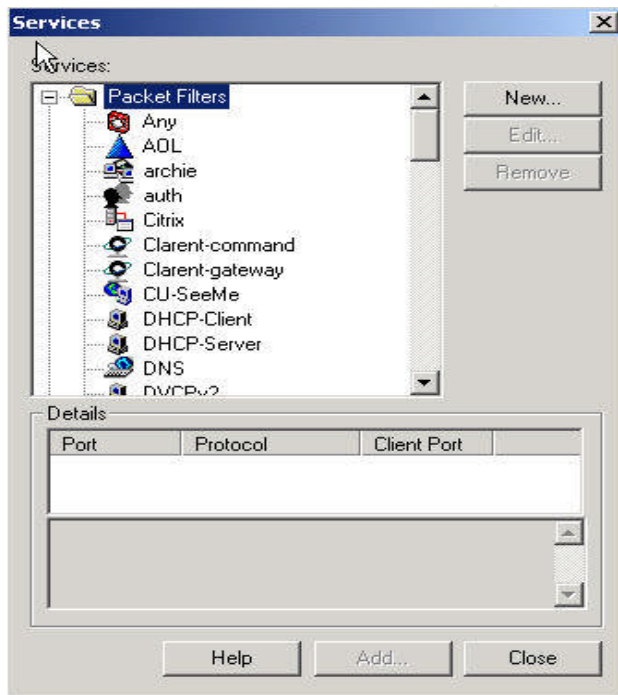 Services
Services:
Packet Filters
Any
AOL
archie
auth
Citrix
Clarent-command
Clarent-gateway
CU-SeeMe
DHCP-Client
DHCP-Server
DNS
DVCPv2
New...
Edit...
Remove
Details
Port Protocol Client Port
Help Add... Close